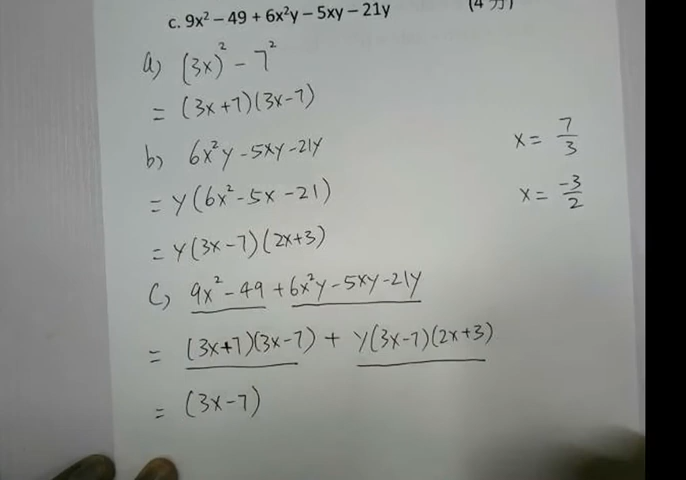 c. 9x² – 49 + 6x²y – 5xy – 21y (4 分)
a) (3x)² - 7²
= (3x+7)(3x-7)
b) 6x²y - 5xy - 21y
= y(6x² - 5x - 21)
= y(3x-7)(2x+3)
x = 7/3
x = -3/2
c) 9x² - 49 + 6x²y - 5xy - 21y
= (3x+7)(3x-7) + y(3x-7)(2x+3)
= (3x-7)